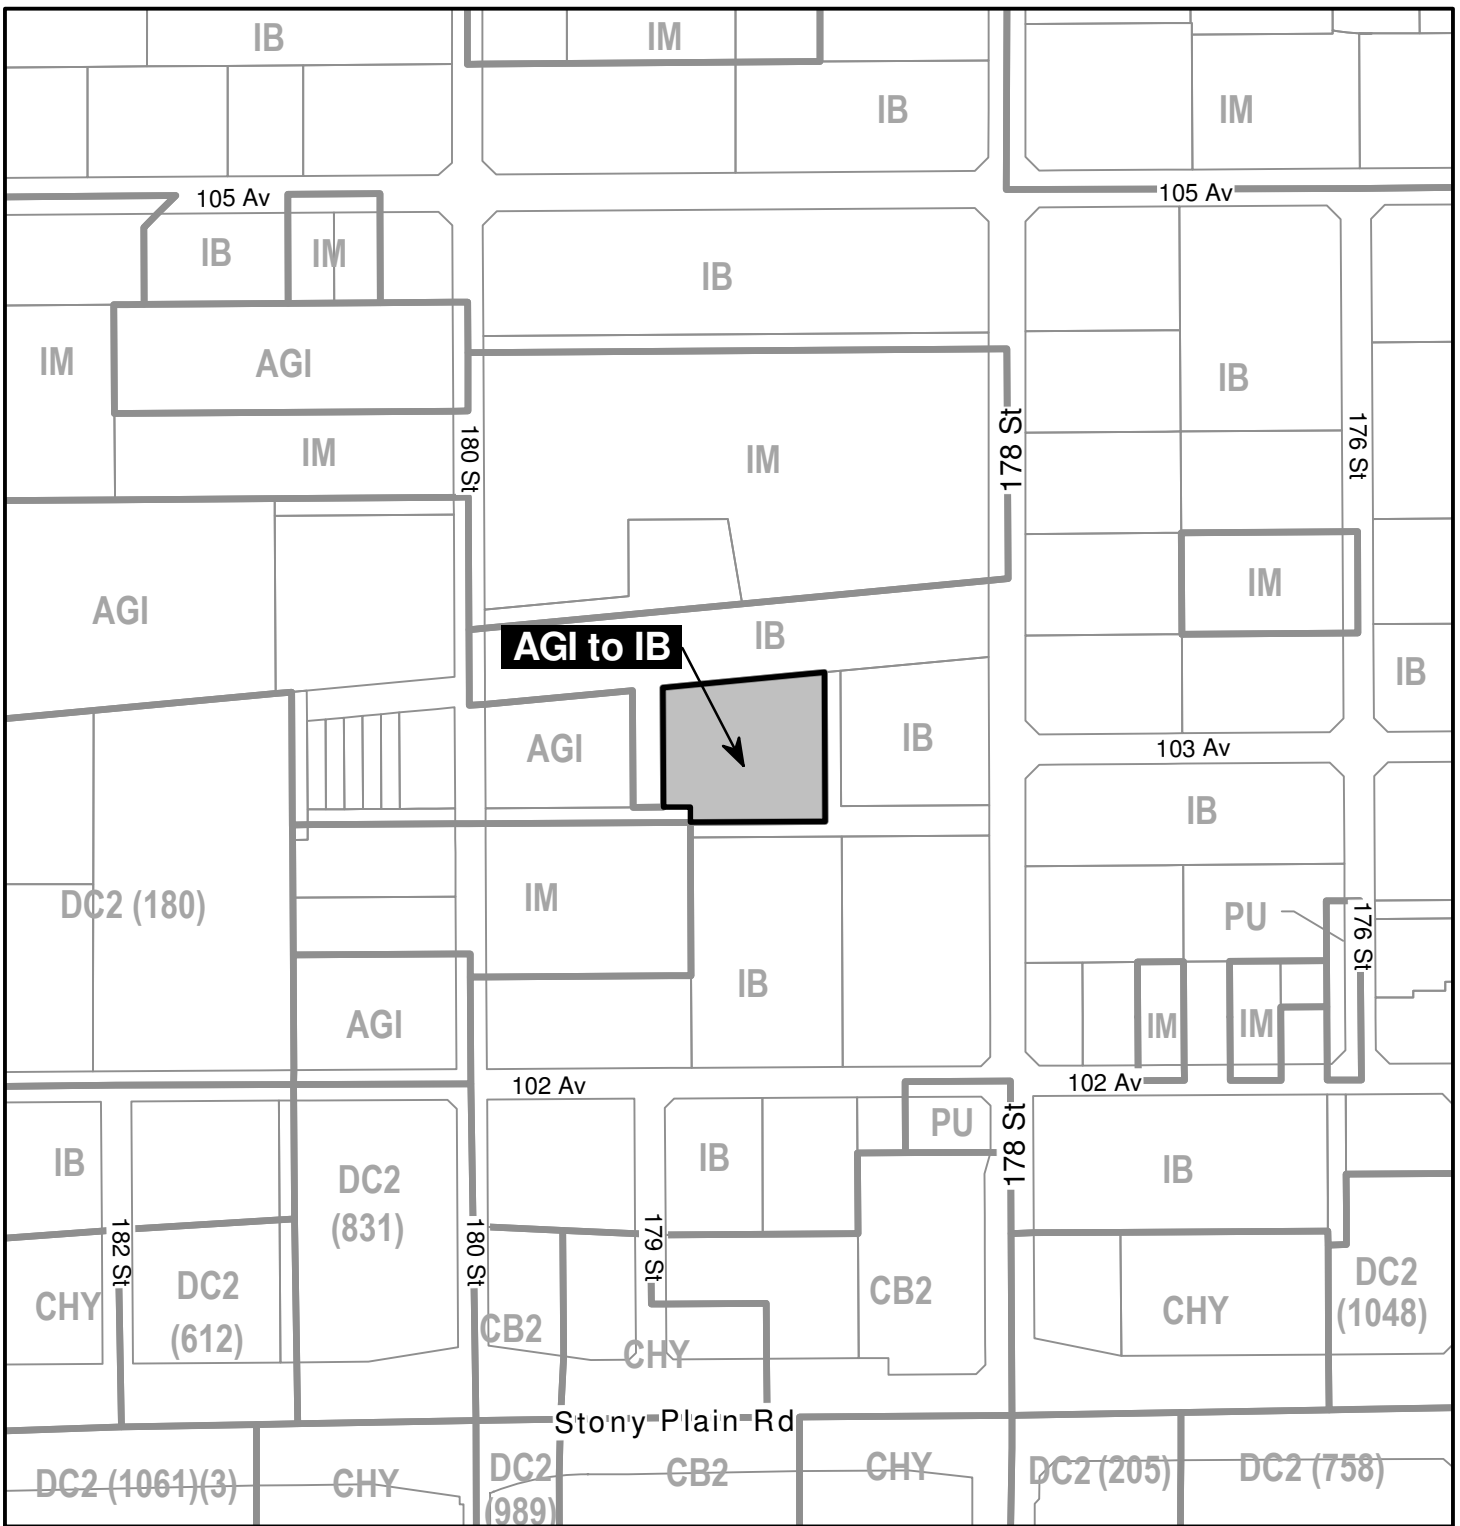 IB
IM
IB
IM
105 Av
105 Av
IB
IM
IB
IM
AGI
IB
IM
180 St
IM
178 St
176 St
AGI
IM
IB
AGI to IB
IB
AGI
IB
103 Av
IB
DC2 (180)
IM
PU
176 St
IB
AGI
IM
IM
102 Av
102 Av
PU
178 St
IB
IB
IB
DC2
(831)
182 St
180 St
179 St
CHY
DC2
(612)
CB2
CHY
CB2
CHY
DC2
(1048)
Stony Plain Rd
DC2 (1061)(3)
CHY
DC2
(989)
CB2
CHY
DC2 (205)
DC2 (758)